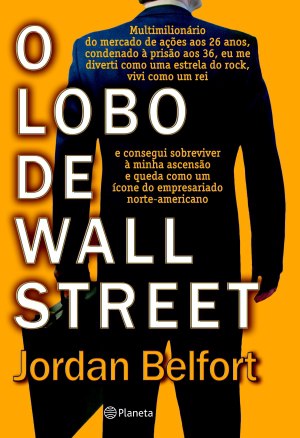 O
LOBO
DE
WALL
STREET
Multimilionário
do mercado de ações aos 26 anos,
condenado à prisão aos 36, eu me
diverti como uma estrela do rock,
vivi como um rei
e consegui sobreviver
à minha ascensão
e queda como um
ícone do empresariado
norte-americano
Jordan Belfort
Planeta